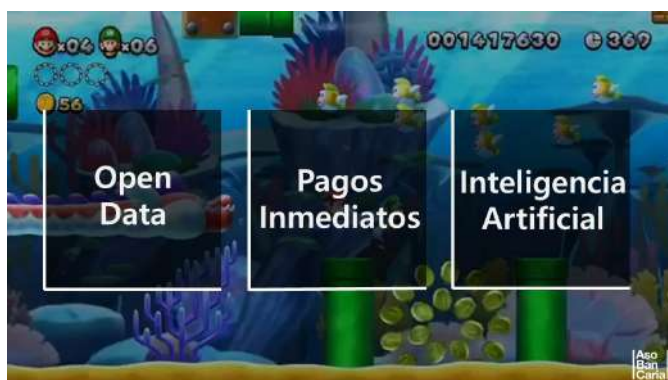 x04 x06
001417630 369
56
Open
Data
Pagos
Inmediatos
Inteligencia
Artificial
Aso
Ban
Caria